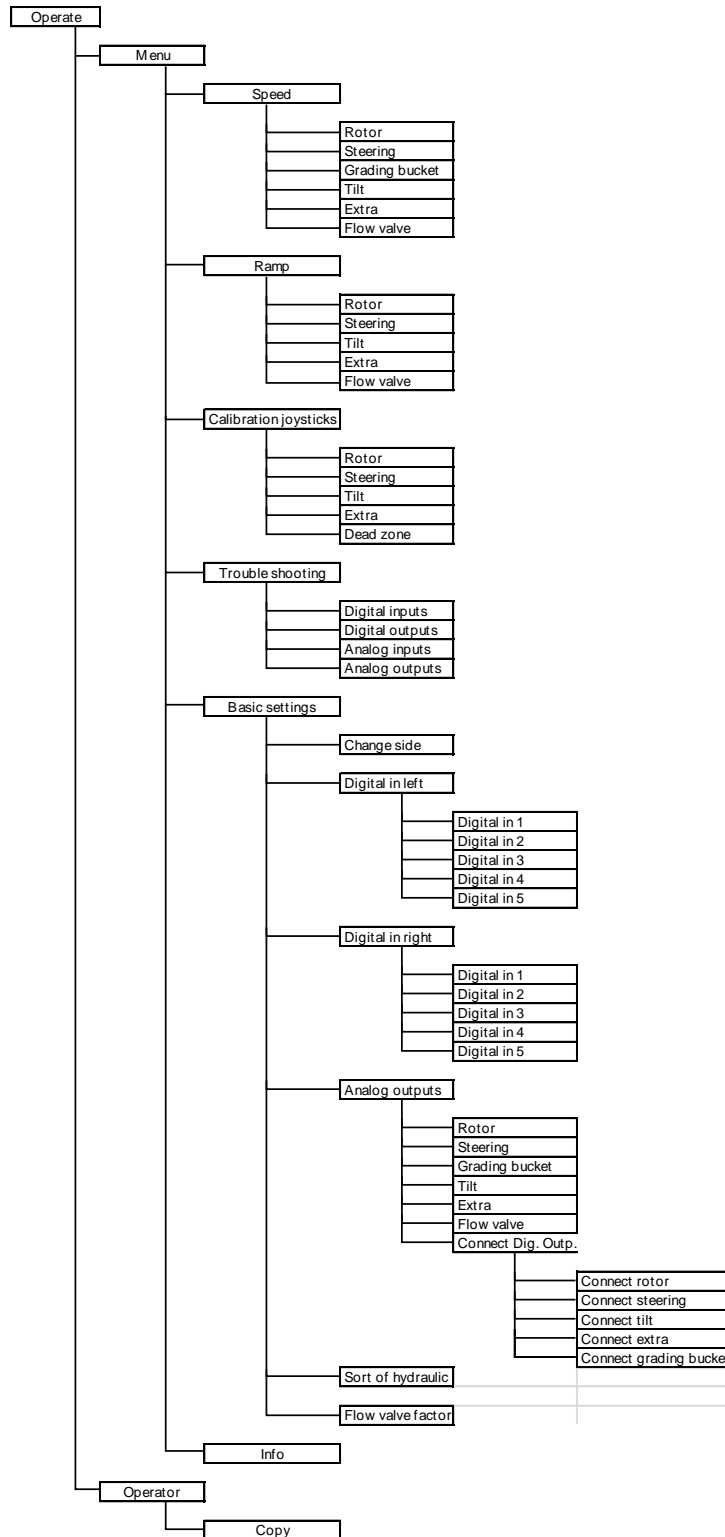 Operate
Menu
Speed
Rotor
Steering
Grading bucket
Tilt
Extra
Flow valve
Ramp
Rotor
Steering
Tilt
Extra
Flow valve
Calibration joysticks
Rotor
Steering
Tilt
Extra
Dead zone
Trouble shooting
Digital inputs
Digital outputs
Analog inputs
Analog outputs
Basic settings
Change side
Digital in left
Digital in 1
Digital in 2
Digital in 3
Digital in 4
Digital in 5
Digital in right
Digital in 1
Digital in 2
Digital in 3
Digital in 4
Digital in 5
Analog outputs
Rotor
Steering
Grading bucket
Tilt
Extra
Flow valve
Connect Dig. Outp.
Connect rotor
Connect steering
Connect tilt
Connect extra
Connect grading bucke
Sort of hydraulic
Flow valve factor
Info
Operator
Copy